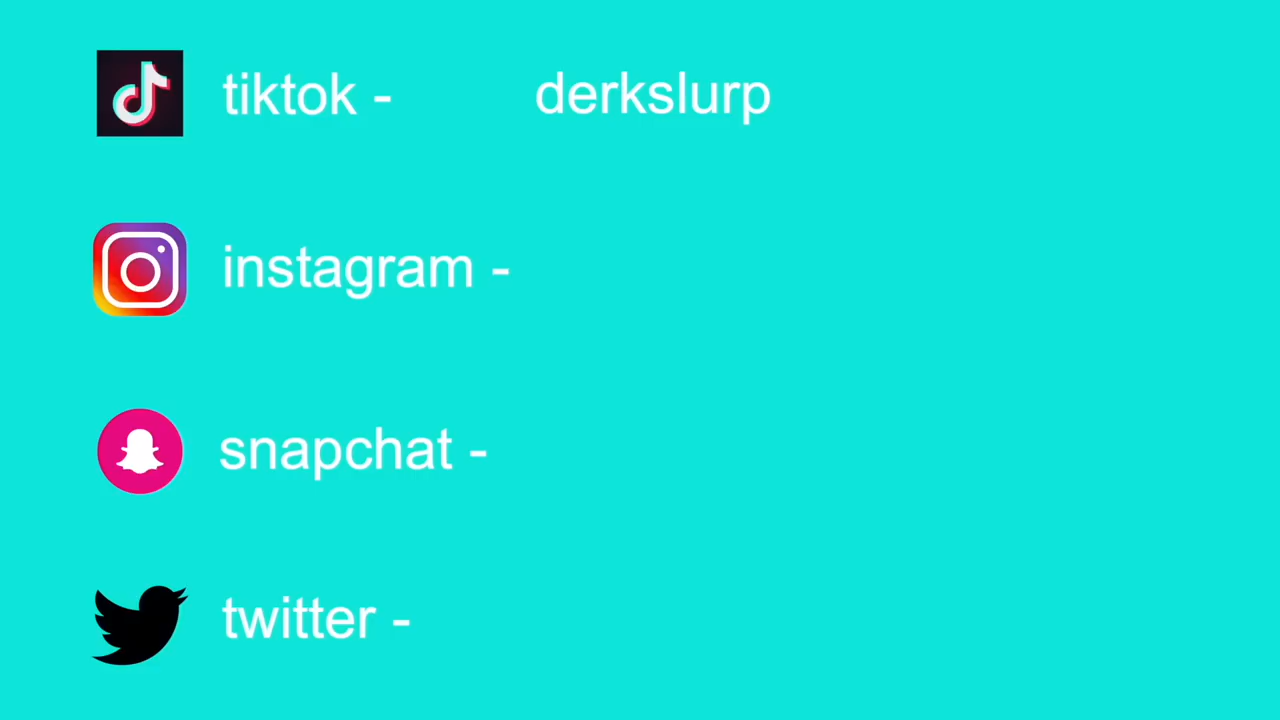 tiktok - derkslurp
instagram -
snapchat -
twitter -